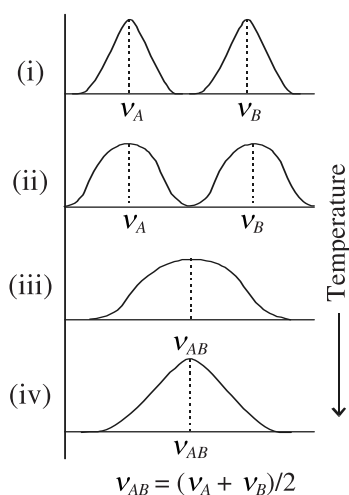 (i)
ν_A ν_B
(ii)
ν_A ν_B
(iii)
ν_AB
(iv)
ν_AB
Temperature
ν_AB = (ν_A + ν_B)/2